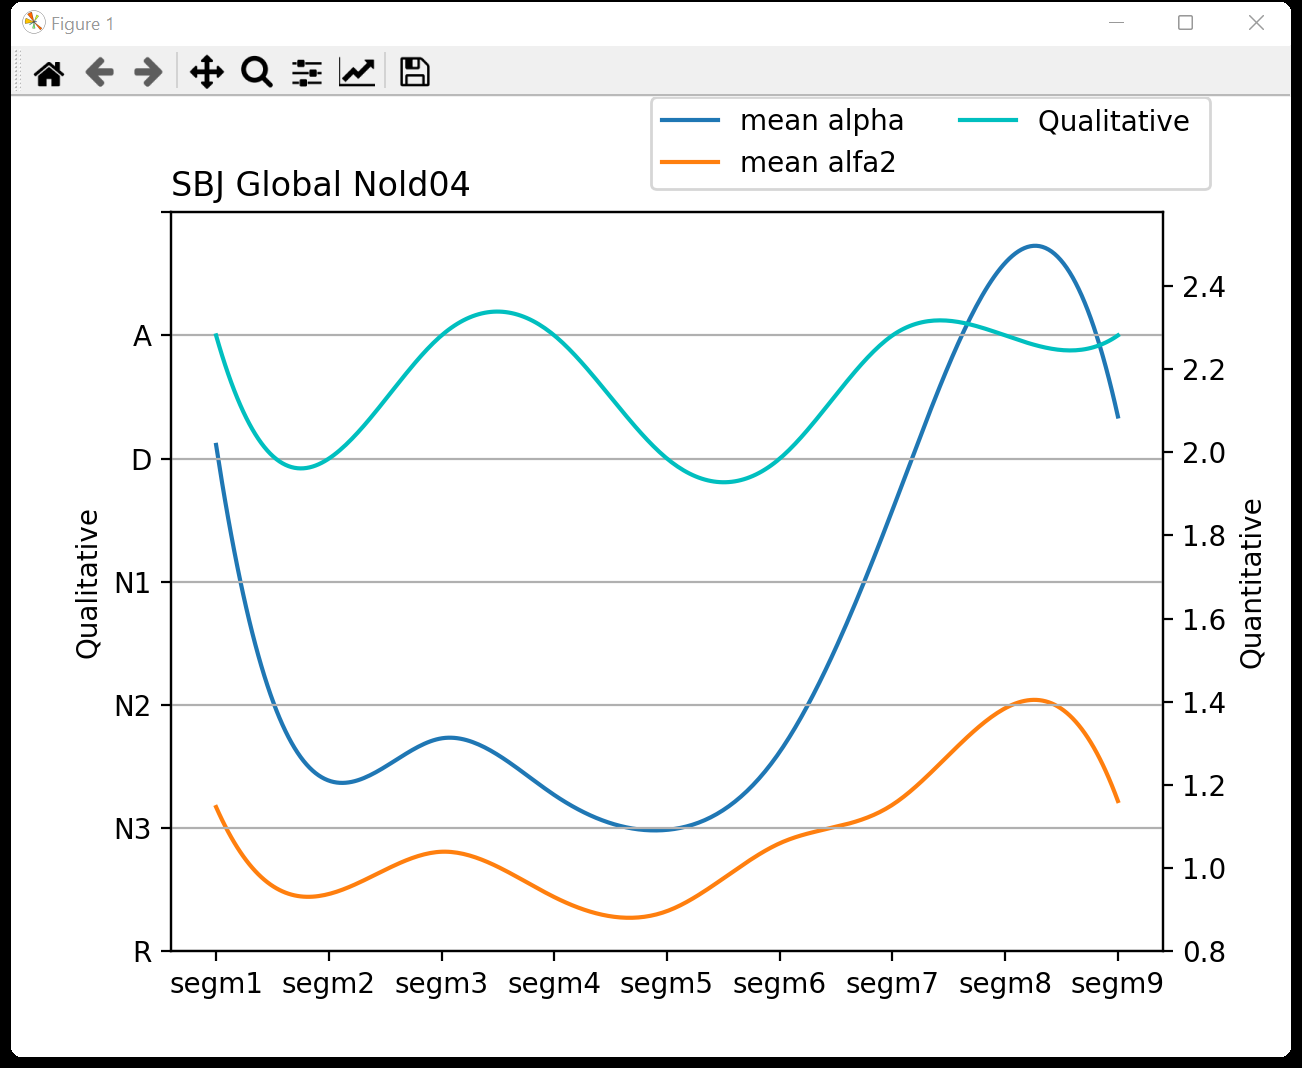 Figure 1
mean alpha
mean alfa2
Qualitative
SBJ Global Nold04
A
D
N1
N2
N3
R
Qualitative
2.4
2.2
2.0
1.8
1.6
1.4
1.2
1.0
0.8
Quantitative
segm1 segm2 segm3 segm4 segm5 segm6 segm7 segm8 segm9